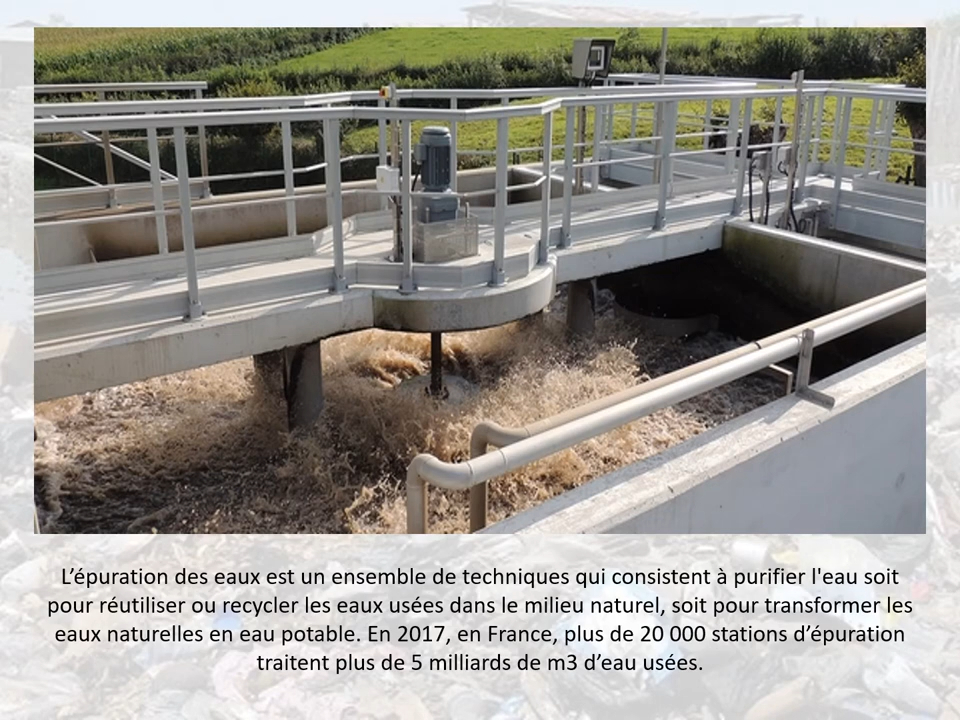 L’épuration des eaux est un ensemble de techniques qui consistent à purifier l'eau soit
pour réutiliser ou recycler les eaux usées dans le milieu naturel, soit pour transformer les
eaux naturelles en eau potable. En 2017, en France, plus de 20 000 stations d’épuration
traitent plus de 5 milliards de m3 d’eau usées.